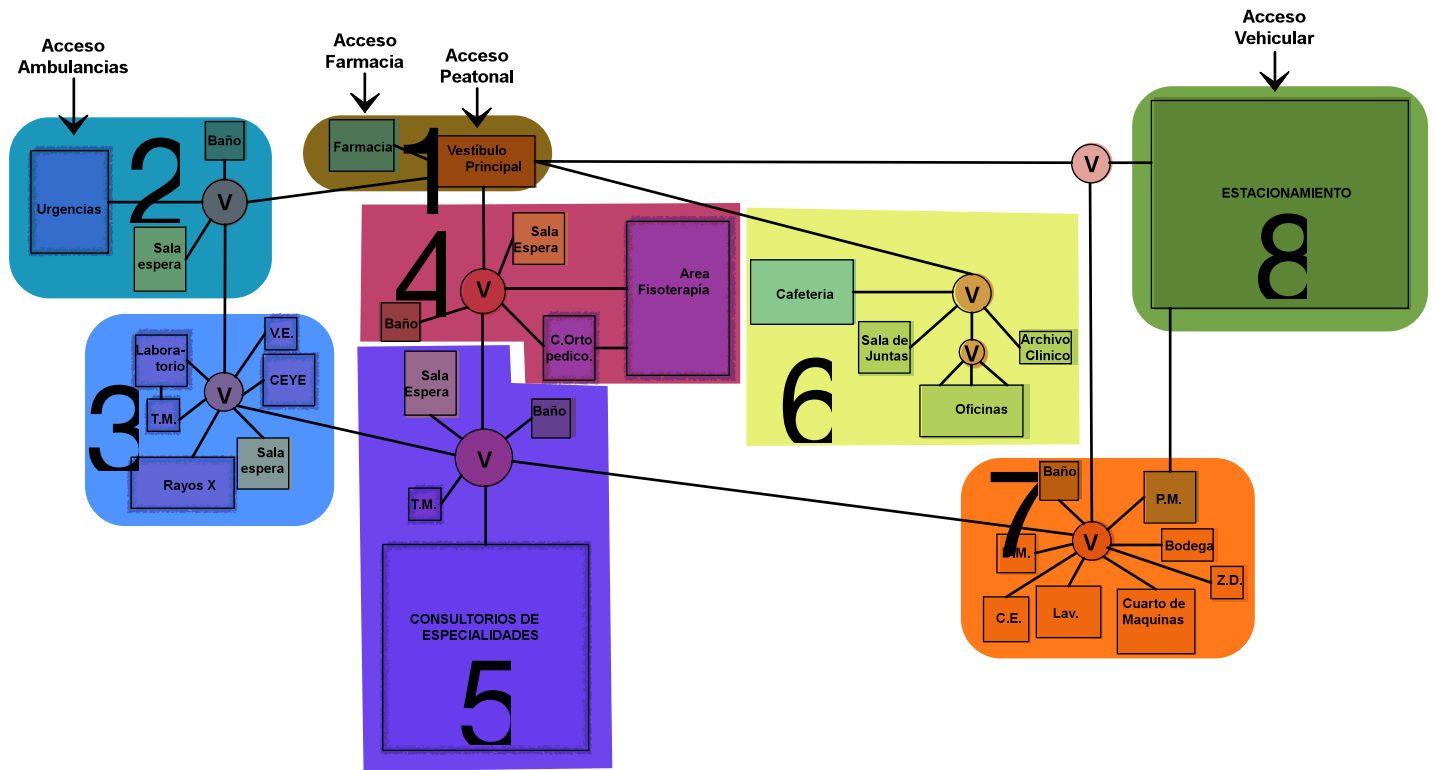 Acceso
Ambulancias
Acceso
Farmacia
Acceso
Peatonal
Acceso
Vehicular
2
Baño
Urgencias
V
Sala
espera
1
Farmacia
Vestíbulo
Principal
V
8
ESTACIONAMIENTO
4
Sala
Espera
V
Area
Fisoterapía
Baño
C.Orto
pedico.
6
Cafeteria
V
Sala de
Juntas
V
Archivo
Clinico
Oficinas
3
V.E.
Labora-
torio
CEYE
V
T.M.
Sala
espera
Rayos X
5
Sala
Espera
Baño
V
T.M.
CONSULTORIOS DE
ESPECIALIDADES
7
Baño
P.M.
V
Bodega
Z.D.
C.E.
Lav.
Cuarto de
Maquinas